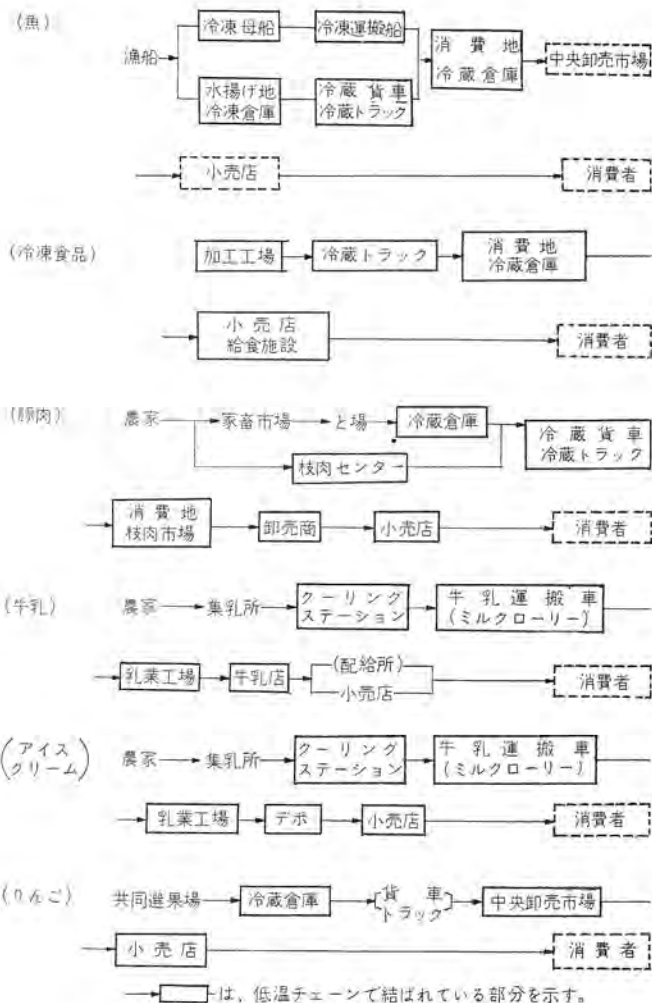 (魚)
漁船
冷凍母船
冷凍運搬船
水揚げ地
冷凍倉庫
冷蔵貨車
冷蔵トラック
消費地
冷蔵倉庫
中央卸売市場
小売店
消費者
(冷凍食品)
加工工場
冷蔵トラック
消費地
冷蔵倉庫
小売店
給食施設
消費者
(豚肉)
農家
家畜市場
と場
冷蔵倉庫
枝肉センター
冷蔵貨車
冷蔵トラック
消費地
枝肉市場
卸売商
小売店
消費者
(牛乳)
農家
集乳所
クーリング
ステーション
牛乳運搬車
(ミルクローリー)
乳業工場
牛乳店
(配給所)
小売店
消費者
(アイス
クリーム)
農家
集乳所
クーリング
ステーション
牛乳運搬車
(ミルクローリー)
乳業工場
デポ
小売店
消費者
(りんご)
共同選果場
冷蔵倉庫
貨車
トラック
中央卸売市場
小売店
消費者
は、低温チェーンで結ばれている部分を示す。